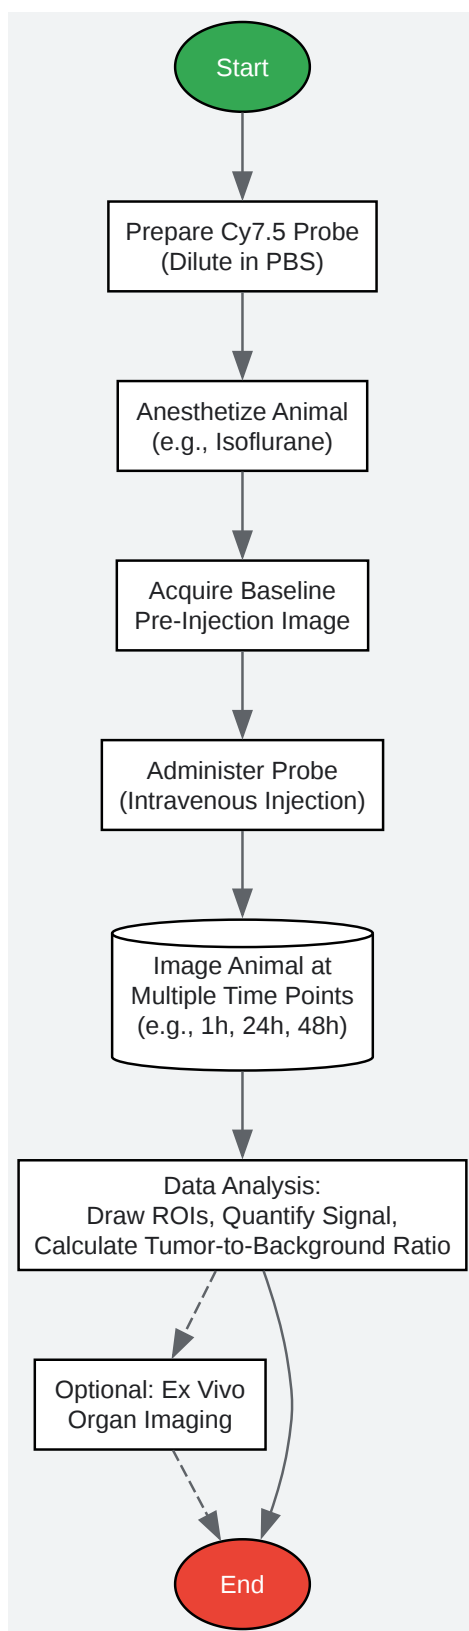 Start
Prepare Cy7.5 Probe
(Dilute in PBS)
Anesthetize Animal
(e.g., Isoflurane)
Acquire Baseline
Pre-Injection Image
Administer Probe
(Intravenous Injection)
Image Animal at
Multiple Time Points
(e.g., 1h, 24h, 48h)
Data Analysis:
Draw ROIs, Quantify Signal,
Calculate Tumor-to-Background Ratio
Optional: Ex Vivo
Organ Imaging
End